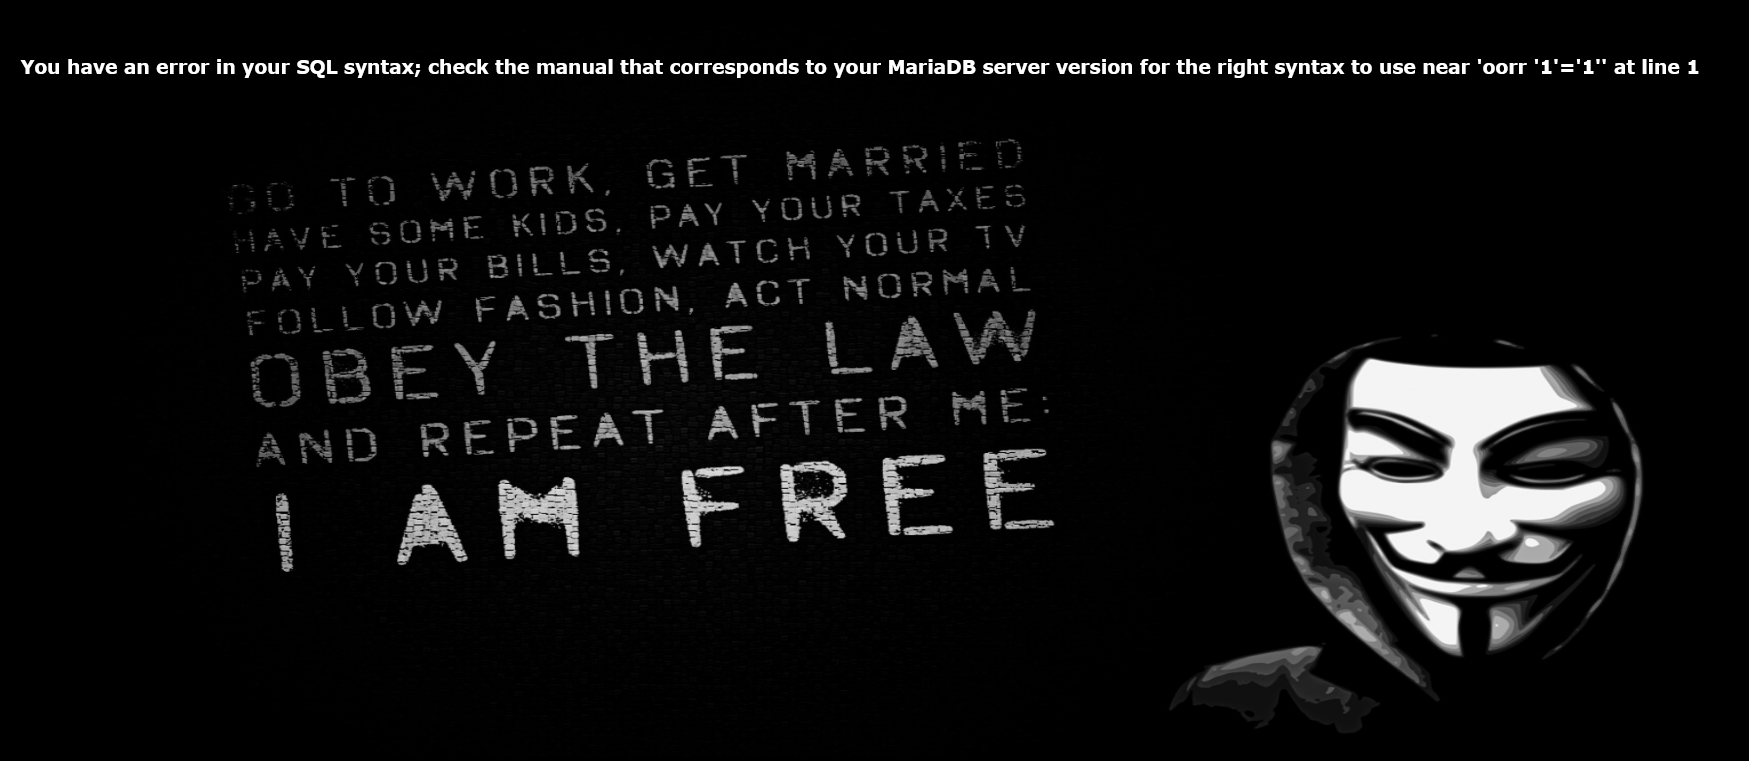 You have an error in your SQL syntax; check the manual that corresponds to your MariaDB server version for the right syntax to use near 'oorr '1'='1'' at line 1
GO TO WORK, GET MARRIED
HAVE SOME KIDS, PAY YOUR TAXES
PAY YOUR BILLS, WATCH YOUR TV
FOLLOW FASHION, ACT NORMAL
OBEY THE LAW
AND REPEAT AFTER ME:
I AM FREE